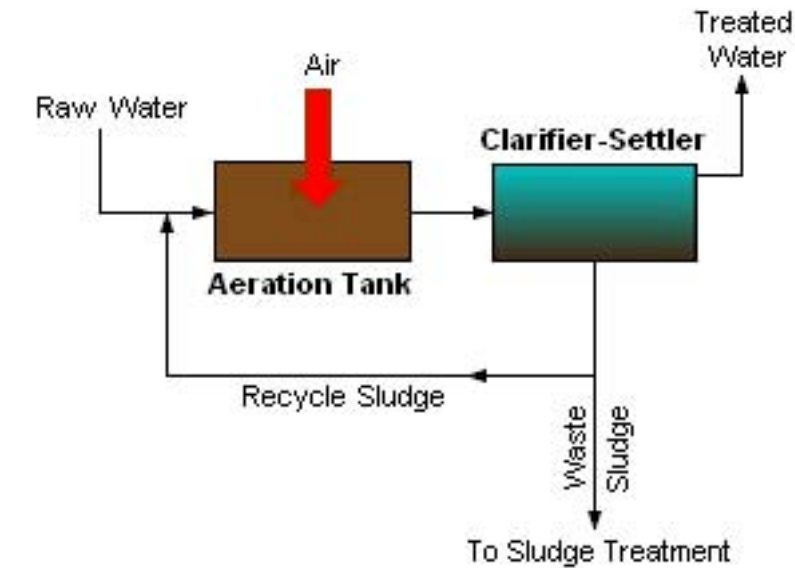 Treated
Water
Air
Raw Water
Clarifier-Settler
Aeration Tank
Recycle Sludge
Waste
Sludge
To Sludge Treatment